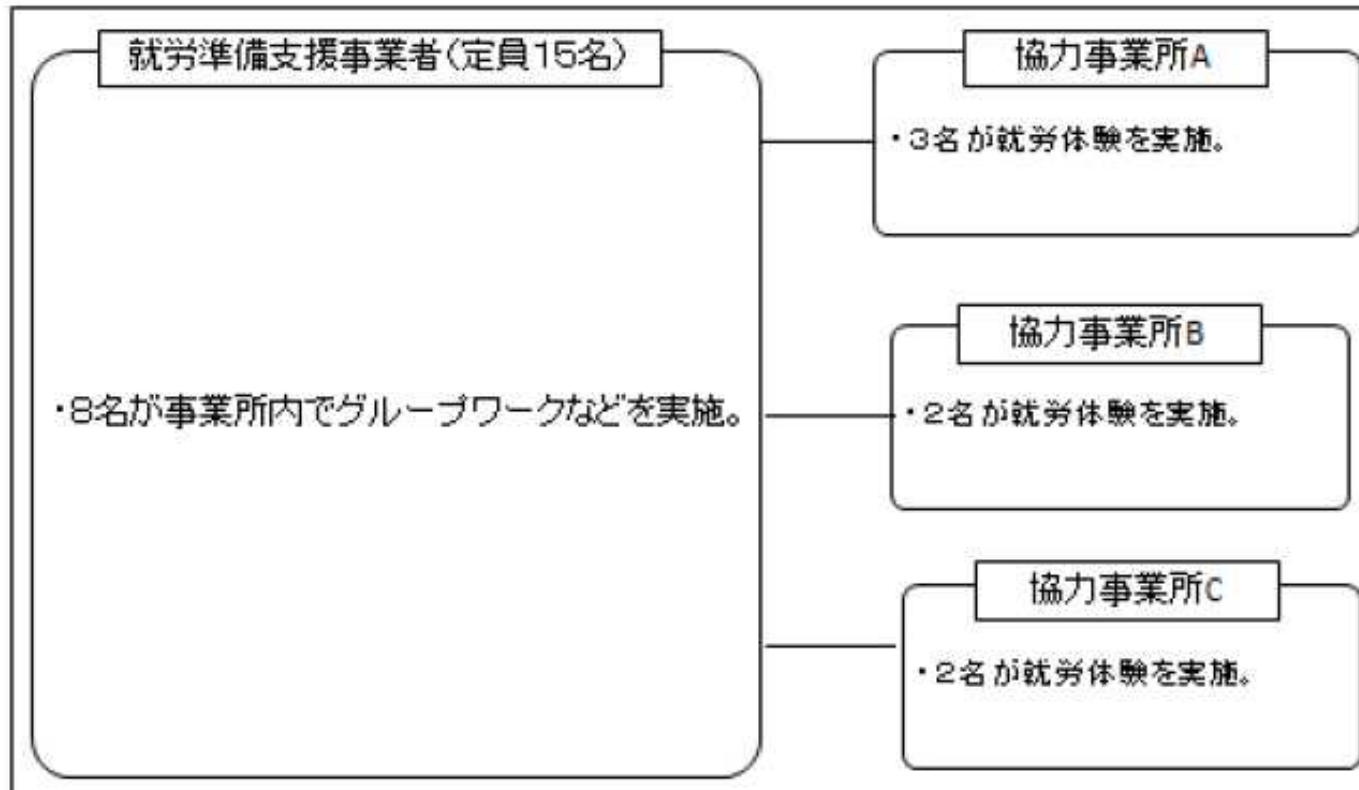 就労準備支援事業者(定員15名)
・8名が事業所内でグループワークなどを実施。
協力事業所A
・3名が就労体験を実施。
協力事業所B
・2名が就労体験を実施。
協力事業所C
・2名が就労体験を実施。